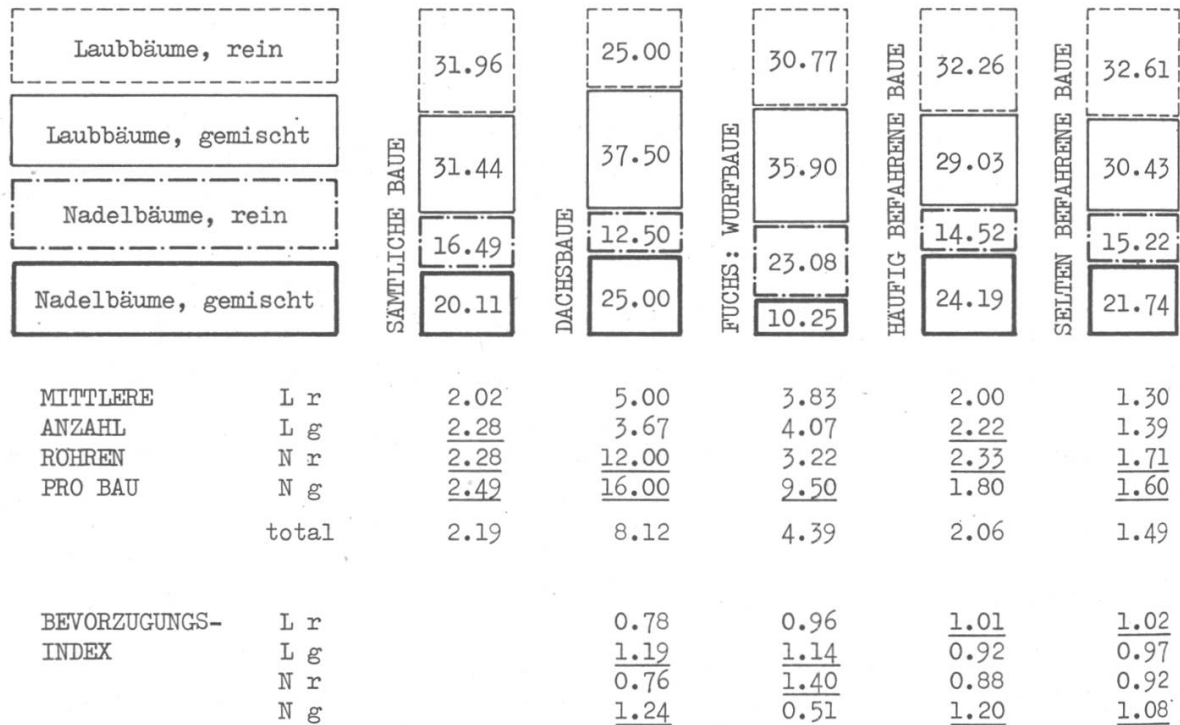 Laubbäume, rein
Laubbäume, gemischt
Nadelbäume, rein
Nadelbäume, gemischt
SÄMTLICHE BAUE
31.96
31.44
16.49
20.11
DACHSBAUE
25.00
37.50
12.50
25.00
FUCHS: WURFBAUE
30.77
35.90
23.08
10.25
HÄUFIG BEFAHRENE BAUE
32.26
29.03
14.52
24.19
SELTEN BEFAHRENE BAUE
32.61
30.43
15.22
21.74
MITTLERE L r 2.02 5.00 3.83 2.00 1.30
ANZAHL L g 2.28 3.67 4.07 2.22 1.39
RÖHREN N r 2.28 12.00 3.22 2.33 1.71
PRO BAU N g 2.49 16.00 9.50 1.80 1.60
total 2.19 8.12 4.39 2.06 1.49
BEVORZUGUNGS- L r 0.78 0.96 1.01 1.02
INDEX L g 1.19 1.14 0.92 0.97
N r 0.76 1.40 0.88 0.92
N g 1.24 0.51 1.20 1.08